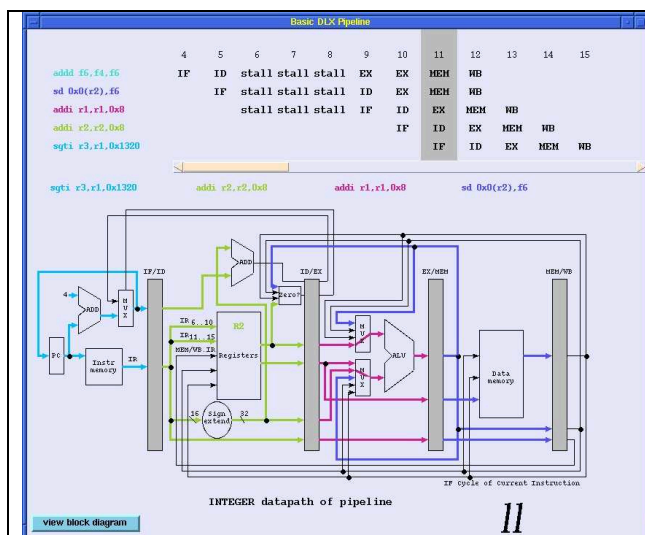 Basic DLX Pipeline
4 5 6 7 8 9 10 11 12 13 14 15
addd f6,f4,f6 IF ID stall stall stall EX EX MEM WB
sd 0x0(r2),f6 IF stall stall stall ID EX MEM WB
addi r1,r1,0x8 stall stall stall IF ID EX MEM WB
addi r2,r2,0x8 IF ID EX MEM WB
sgti r3,r1,0x1320 IF ID EX MEM WB
sgti r3,r1,0x1320 addi r2,r2,0x8 addi r1,r1,0x8 sd 0x0(r2),f6
IF/ID ID/EX EX/MEM MEM/WB
ADD
Zero?
4
ADD
M
U
X
IR 6..10
R2
IR 11..15
MEM/WB.IR
Registers
M
U
X
ALU
PC
Instr
memory
IR
M
U
X
Data
memory
16
Sign
extend
32
IF Cycle of Current Instruction
INTEGER datapath of pipeline
11
view block diagram